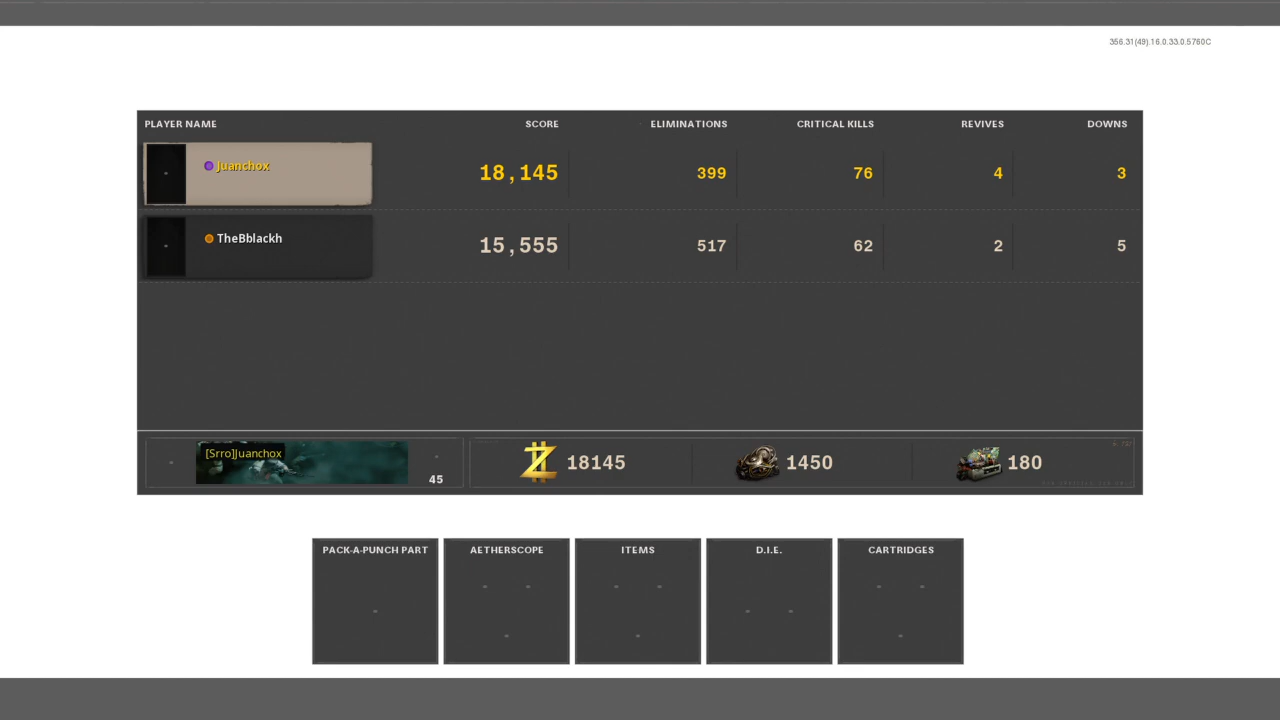 356.31(49).16.0.33.0.5760C
PLAYER NAME SCORE ELIMINATIONS CRITICAL KILLS REVIVES DOWNS
Juanchox 18,145 399 76 4 3
TheBblackh 15,555 517 62 2 5
[Srro]Juanchox 45 18145 1450 180
PACK-A-PUNCH PART AETHERSCOPE ITEMS D.I.E. CARTRIDGES